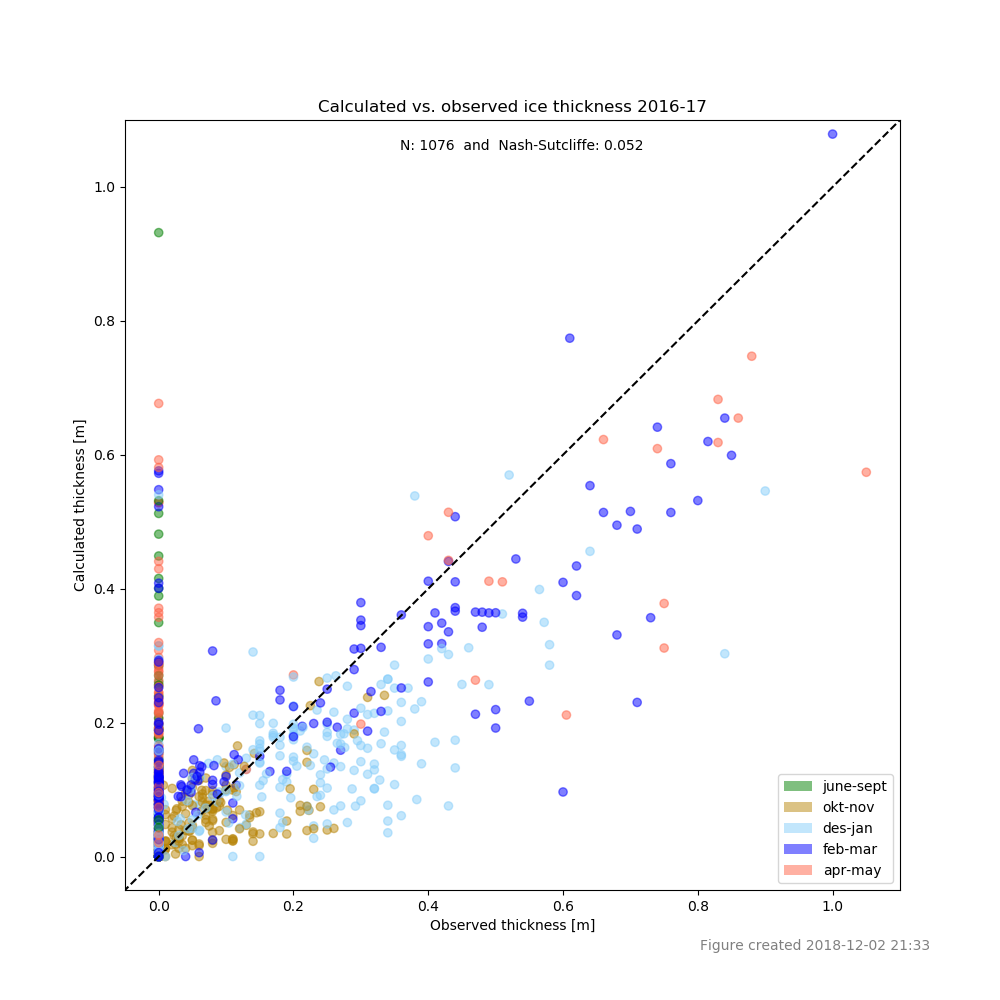 Calculated vs. observed ice thickness 2016-17
N: 1076  and  Nash-Sutcliffe: 0.052
Calculated thickness [m]
1.0
0.8
0.6
0.4
0.2
0.0
june-sept
okt-nov
des-jan
feb-mar
apr-may
0.0 0.2 0.4 0.6 0.8 1.0
Observed thickness [m]
Figure created 2018-12-02 21:33